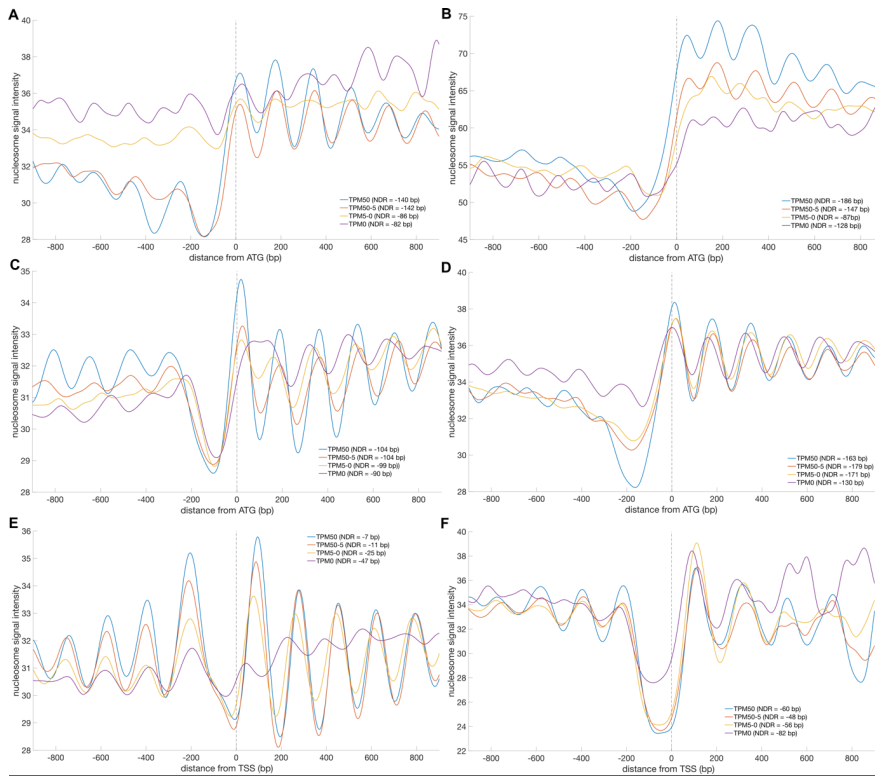 A
40
38
36
34
32
30
28
nucleosome signal intensity
-800 -600 -400 -200 0 200 400 600 800
distance from ATG (bp)
TPM50 (NDR = -140 bp)
TPM50-5 (NDR = -142 bp)
TPM5-0 (NDR = -86 bp)
TPM0 (NDR = -82 bp)
B
75
65
55
45
nucleosome signal intensity
-800 -600 -400 -200 0 200 400 600 800
distance from ATG (bp)
TPM50 (NDR = -186 bp)
TPM50-5 (NDR = -147 bp)
TPM5-0 (NDR = -87bp)
TPM0 (NDR = -128 bp))
C
35
34
32
31
29
28
nucleosome signal intensity
-800 -600 -400 -200 0 200 400 600 800
distance from ATG (bp)
TPM50 (NDR = -104 bp)
TPM50-5 (NDR = -104 bp)
TPM5-0 (NDR = -99 bp))
TPM0 (NDR = -90 bp)
D
40
38
36
34
32
30
28
nucleosome signal intensity
-800 -600 -400 -200 0 200 400 600 800
distance from ATG (bp)
TPM50 (NDR = -163 bp)
TPM50-5 (NDR = -179 bp)
TPM5-0 (NDR = -171 bp)
TPM0 (NDR = -130 bp)
E
36
35
33
32
30
29
28
nucleosome signal intensity
-800 -600 -400 -200 0 200 400 600 800
distance from TSS (bp)
TPM50 (NDR = -7 bp)
TPM50-5 (NDR = -11 bp)
TPM5-0 (NDR = -25 bp)
TPM0 (NDR = -47 bp)
F
40
38
36
34
32
30
28
26
24
22
nucleosome signal intensity
-800 -600 -400 -200 0 200 400 600 800
distance from TSS (bp)
TPM50 (NDR = -60 bp)
TPM50-5 (NDR = -48 bp)
TPM5-0 (NDR = -56 bp)
TPM0 (NDR = -82 bp)